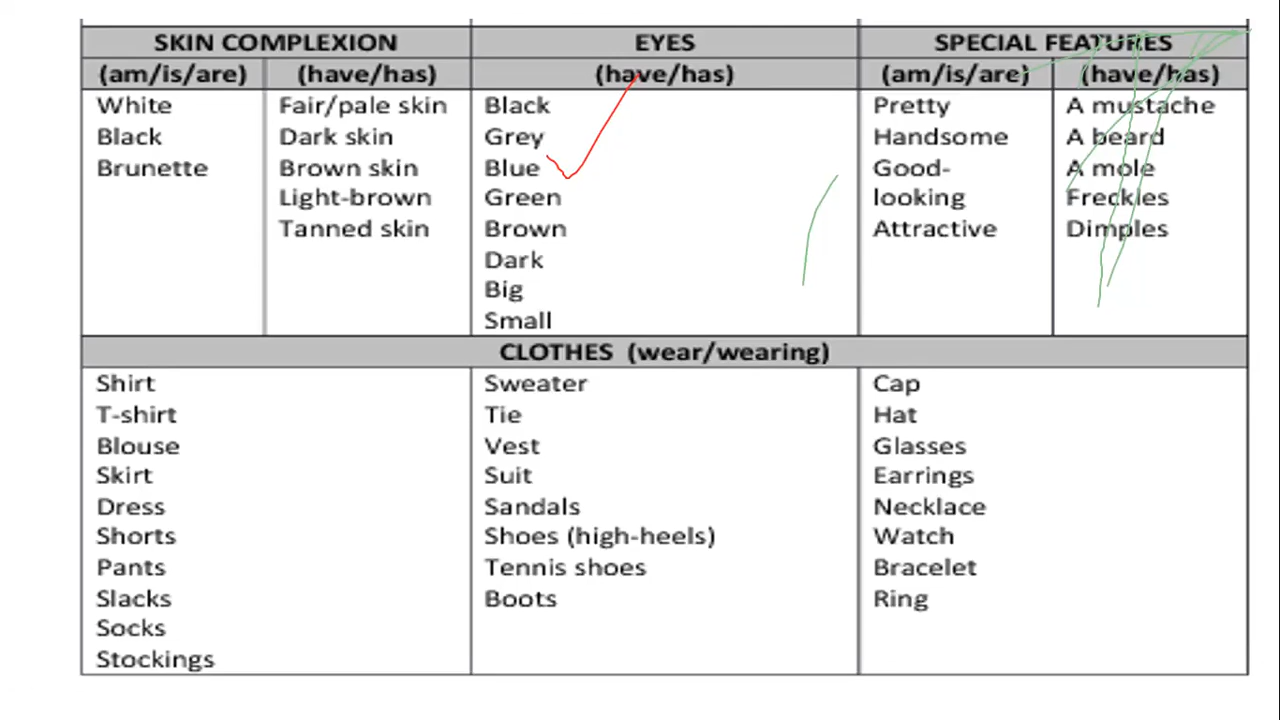 SKIN COMPLEXION EYES SPECIAL FEATURES
(am/is/are) (have/has) (have/has) (am/is/are) (have/has)
White Fair/pale skin Black Pretty A mustache
Black Dark skin Grey Handsome A beard
Brunette Brown skin Blue Good- A mole
Light-brown Green looking Freckles
Tanned skin Brown Attractive Dimples
Dark
Big
Small
CLOTHES (wear/wearing)
Shirt Sweater Cap
T-shirt Tie Hat
Blouse Vest Glasses
Skirt Suit Earrings
Dress Sandals Necklace
Shorts Shoes (high-heels) Watch
Pants Tennis shoes Bracelet
Slacks Boots Ring
Socks
Stockings